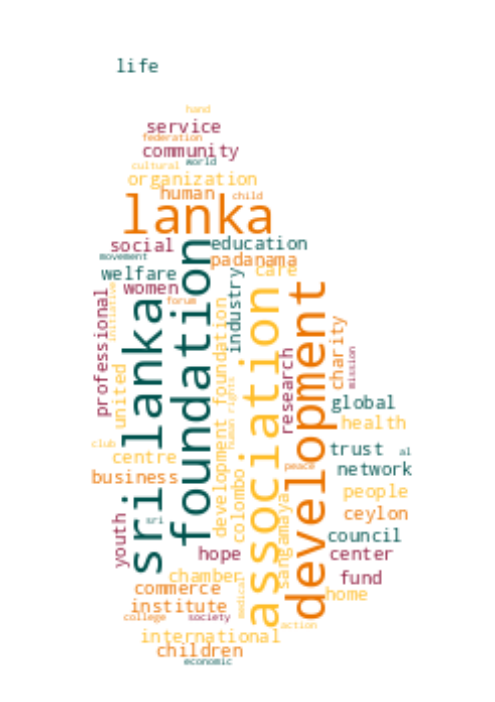 life
hand
service
federation
community
world
cultural
organization
human
child
lanka
social
education
movement
padanama
care
welfare
women
forum
initiative
professional
industry
sri lanka
foundation
association
development
united
development foundation
human rights
research
charity
mission
global
health
club
centre
trust
al
network
business
peace
people
colombo
sangamaya
ceylon
sri
youth
council
hope
center
chamber
fund
commerce
medical
home
institute
college
society
action
international
children
economic